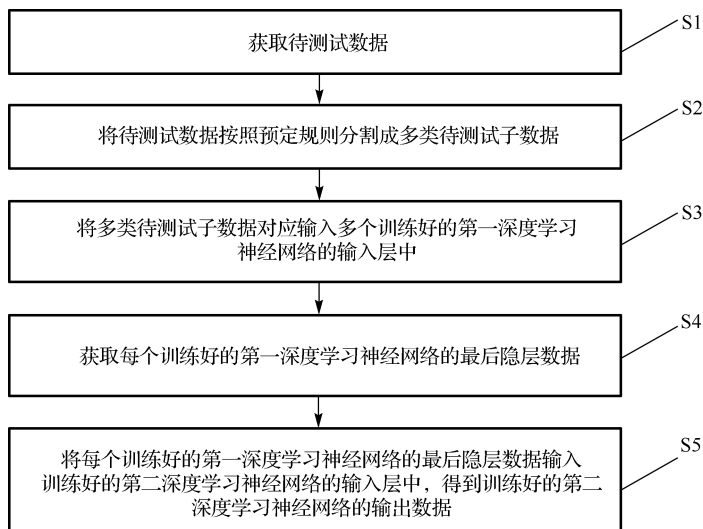 获取待测试数据
S1
将待测试数据按照预定规则分割成多类待测试子数据
S2
将多类待测试子数据对应输入多个训练好的第一深度学习
神经网络的输入层中
S3
获取每个训练好的第一深度学习神经网络的最后隐层数据
S4
将每个训练好的第一深度学习神经网络的最后隐层数据输入
训练好的第二深度学习神经网络的输入层中，得到训练好的第二
深度学习神经网络的输出数据
S5